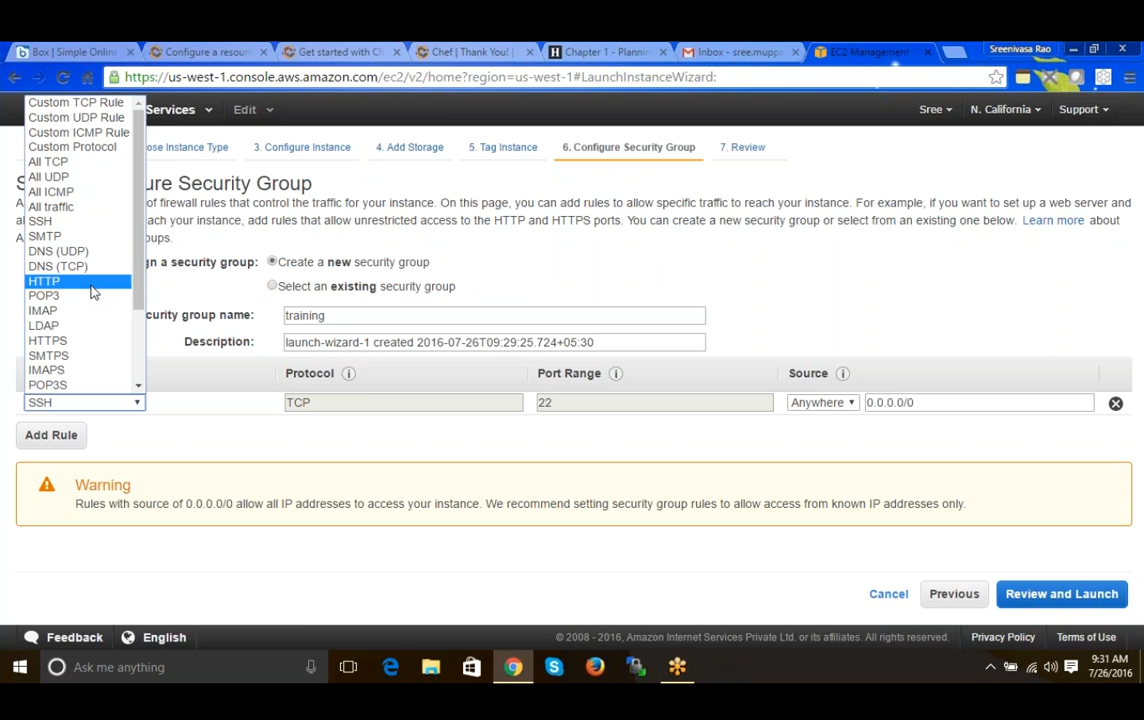 Box | Simple Onlin
Configure a resour
Get started with Ch
Chef | Thank You! |
Chapter 1 - Plannin
Inbox - sree.muppa
EC2 Management
Sreenivasa Rao
https://us-west-1.console.aws.amazon.com/ec2/v2/home?region=us-west-1#LaunchInstanceWizard:
Services
Edit
Sree
N. California
Support
ose Instance Type
3. Configure Instance
4. Add Storage
5. Tag Instance
6. Configure Security Group
7. Review
ure Security Group
of firewall rules that control the traffic for your instance. On this page, you can add rules to allow specific traffic to reach your instance. For example, if you want to set up a web server and
ach your instance, add rules that allow unrestricted access to the HTTP and HTTPS ports. You can create a new security group or select from an existing one below. Learn more about
oups.
Custom TCP Rule
Custom UDP Rule
Custom ICMP Rule
Custom Protocol
All TCP
All UDP
All ICMP
All traffic
SSH
SMTP
DNS (UDP)
DNS (TCP)
HTTP
POP3
IMAP
LDAP
HTTPS
SMTPS
IMAPS
POP3S
gn a security group:
Create a new security group
Select an existing security group
curity group name:
training
Description:
launch-wizard-1 created 2016-07-26T09:29:25.724+05:30
Protocol
Port Range
Source
SSH
TCP
22
Anywhere
0.0.0.0/0
Add Rule
Warning
Rules with source of 0.0.0.0/0 allow all IP addresses to access your instance. We recommend setting security group rules to allow access from known IP addresses only.
Cancel
Previous
Review and Launch
Feedback
English
© 2008 - 2016, Amazon Internet Services Private Ltd. or its affiliates. All rights reserved.
Privacy Policy
Terms of Use
Ask me anything
9:31 AM
7/26/2016